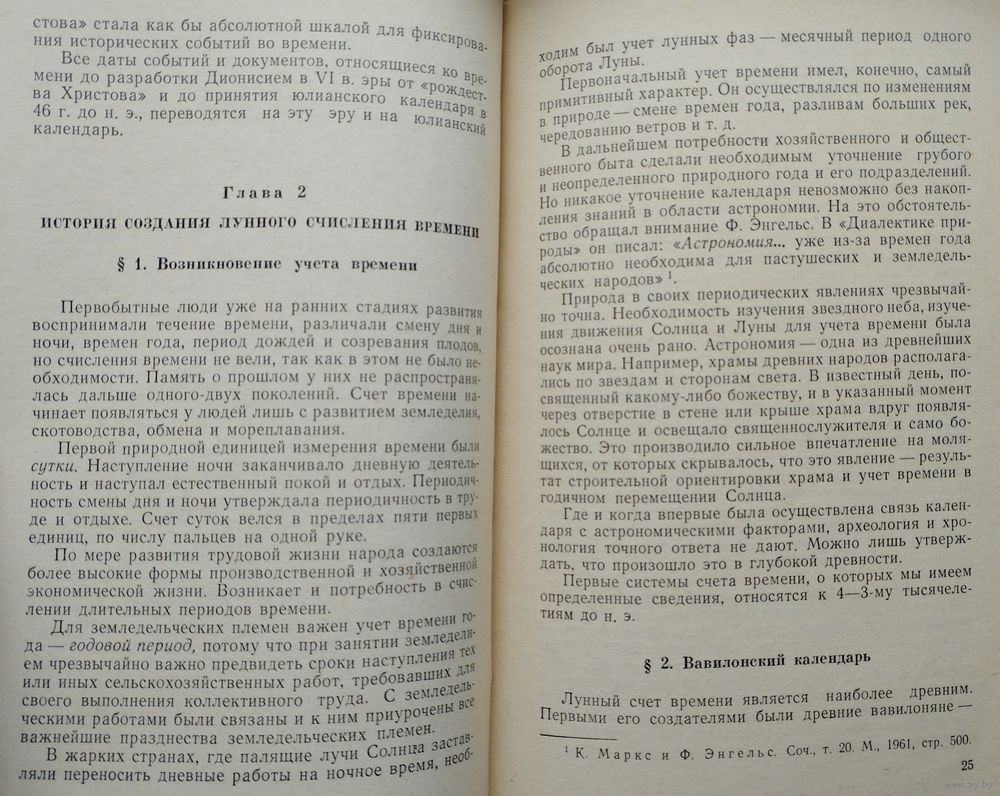 стова» стала как бы абсолютной шкалой для фиксирова-
ния исторических событий во времени.
Все даты событий и документов, относящиеся ко вре-
мени до разработки Дионисием в VI в. эры от «рождест-
ва Христова» и до принятия юлианского календаря в
46 г. до н. э., переводятся на эту эру и на юлианский
календарь.
Глава 2
ИСТОРИЯ СОЗДАНИЯ ЛУННОГО СЧИСЛЕНИЯ ВРЕМЕНИ
§ 1. Возникновение учета времени
Первобытные люди уже на ранних стадиях развития
воспринимали течение времени, различали смену дня и
ночи, времен года, период дождей и созревания плодов,
но счисления времени не вели, так как в этом не было не-
обходимости. Память о прошлом у них не распространя-
лась дальше одного-двух поколений. Счет времени на-
чинает появляться у людей лишь с развитием земледелия,
скотоводства, обмена и мореплавания.
Первой природной единицей измерения времени были
сутки. Наступление ночи заканчивало дневную деятель-
ность и наступал естественный покой и отдых. Периодич-
ность смены дня и ночи утверждала периодичность в тру-
де и отдыхе. Счет суток велся в пределах пяти первых
единиц, по числу пальцев на одной руке.
По мере развития трудовой жизни народа создаются
более высокие формы производственной и хозяйственной
экономической жизни. Возникает и потребность в счис-
лении длительных периодов времени.
Для земледельческих племен важен учет времени го-
да — годовой период, потому что при занятии земледели-
ем чрезвычайно важно предвидеть сроки наступления тех
или иных сельскохозяйственных работ, требовавших для
своего выполнения коллективного труда. С земледель-
ческими работами были связаны и к ним приурочены все
важнейшие празднества земледельческих племен.
В жарких странах, где палящие лучи Солнца застав-
ляли переносить дневные работы на ночное время, необ-
ходим был учет лунных фаз — месячный период одного
оборота Луны.
Первоначальный учет времени имел, конечно, самый
примитивный характер. Он осуществлялся по изменениям
в природе — смене времен года, разливам больших рек,
чередованию ветров и т. д.
В дальнейшем потребности хозяйственного и общест-
венного быта сделали необходимым уточнение грубого
и неопределенного природного года и его подразделений.
Но никакое уточнение календаря невозможно без накоп-
ления знаний в области астрономии. На это обстоятель-
ство обращал внимание Ф. Энгельс. В «Диалектике при-
роды» он писал: «Астрономия... уже из-за времен года
абсолютно необходима для пастушеских и земледель-
ческих народов» ¹.
Природа в своих периодических явлениях чрезвычай-
но точна. Необходимость изучения звездного неба, изуче-
ния движения Солнца и Луны для учета времени была
осознана очень рано. Астрономия — одна из древнейших
наук мира. Например, храмы древних народов располага-
лись по звездам и сторонам света. В известный день, по-
священный какому-либо божеству, и в указанный момент
через отверстие в стене или крыше храма вдруг появля-
лось Солнце и освещало священнослужителя и само бо-
жество. Это производило сильное впечатление на моля-
щихся, от которых скрывалось, что это явление — резуль-
тат строительной ориентировки храма и учет времени в
годичном перемещении Солнца.
Где и когда впервые была осуществлена связь кален-
даря с астрономическими факторами, археология и хро-
нология точного ответа не дают. Можно лишь утверж-
дать, что произошло это в глубокой древности.
Первые системы счета времени, о которых мы имеем
определенные сведения, относятся к 4—3-му тысячеле-
тиям до н. э.
§ 2. Вавилонский календарь
Лунный счет времени является наиболее древним.
Первыми его создателями были древние вавилоняне —
¹ К. Маркс и Ф. Энгельс. Соч., т. 20. М., 1961, стр. 500.
25
www.ay.by